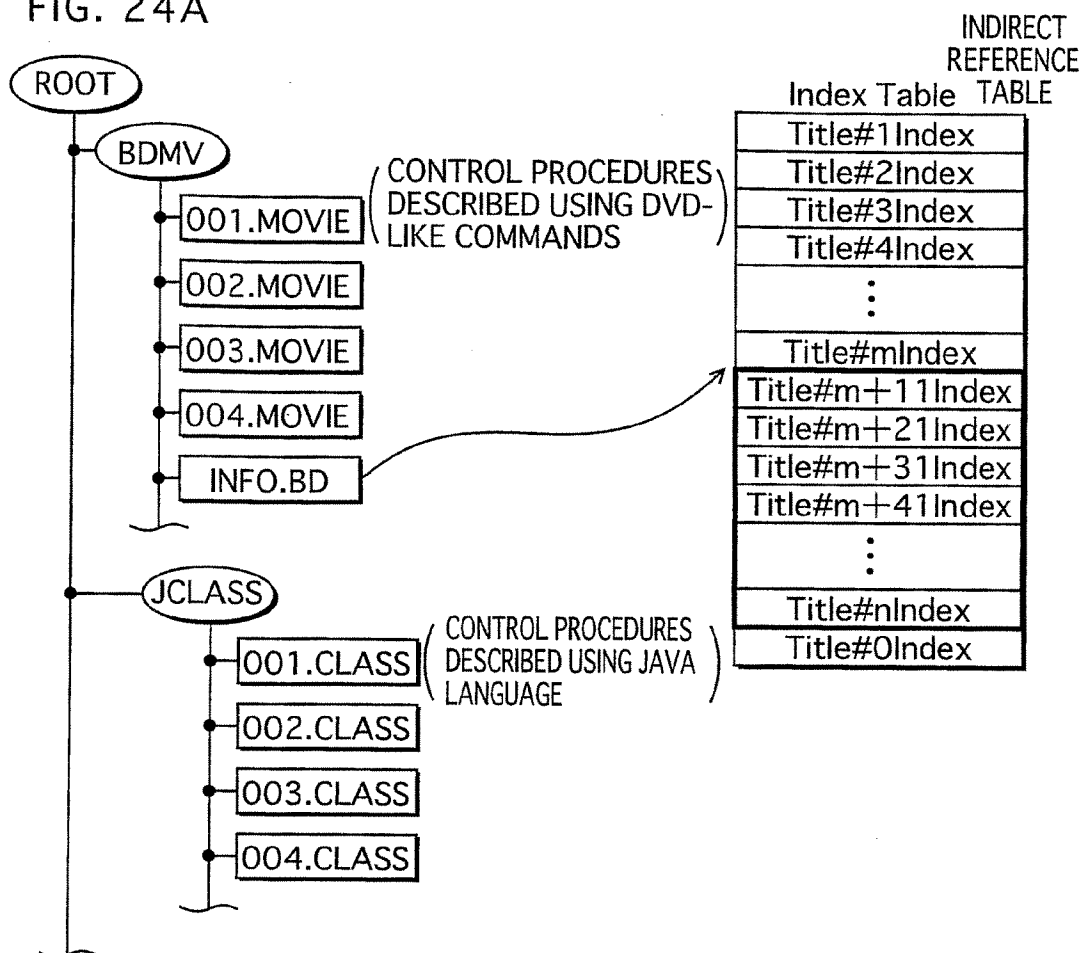 FIG. 24A
ROOT
BDMV
001.MOVIE
(CONTROL PROCEDURES
DESCRIBED USING DVD-
LIKE COMMANDS)
002.MOVIE
003.MOVIE
004.MOVIE
INFO.BD
JCLASS
001.CLASS
(CONTROL PROCEDURES
DESCRIBED USING JAVA
LANGUAGE)
002.CLASS
003.CLASS
004.CLASS
INDIRECT
REFERENCE
TABLE
Index Table
Title#1Index
Title#2Index
Title#3Index
Title#4Index
⋮
Title#mIndex
Title#m+11Index
Title#m+21Index
Title#m+31Index
Title#m+41Index
⋮
Title#nIndex
Title#0Index